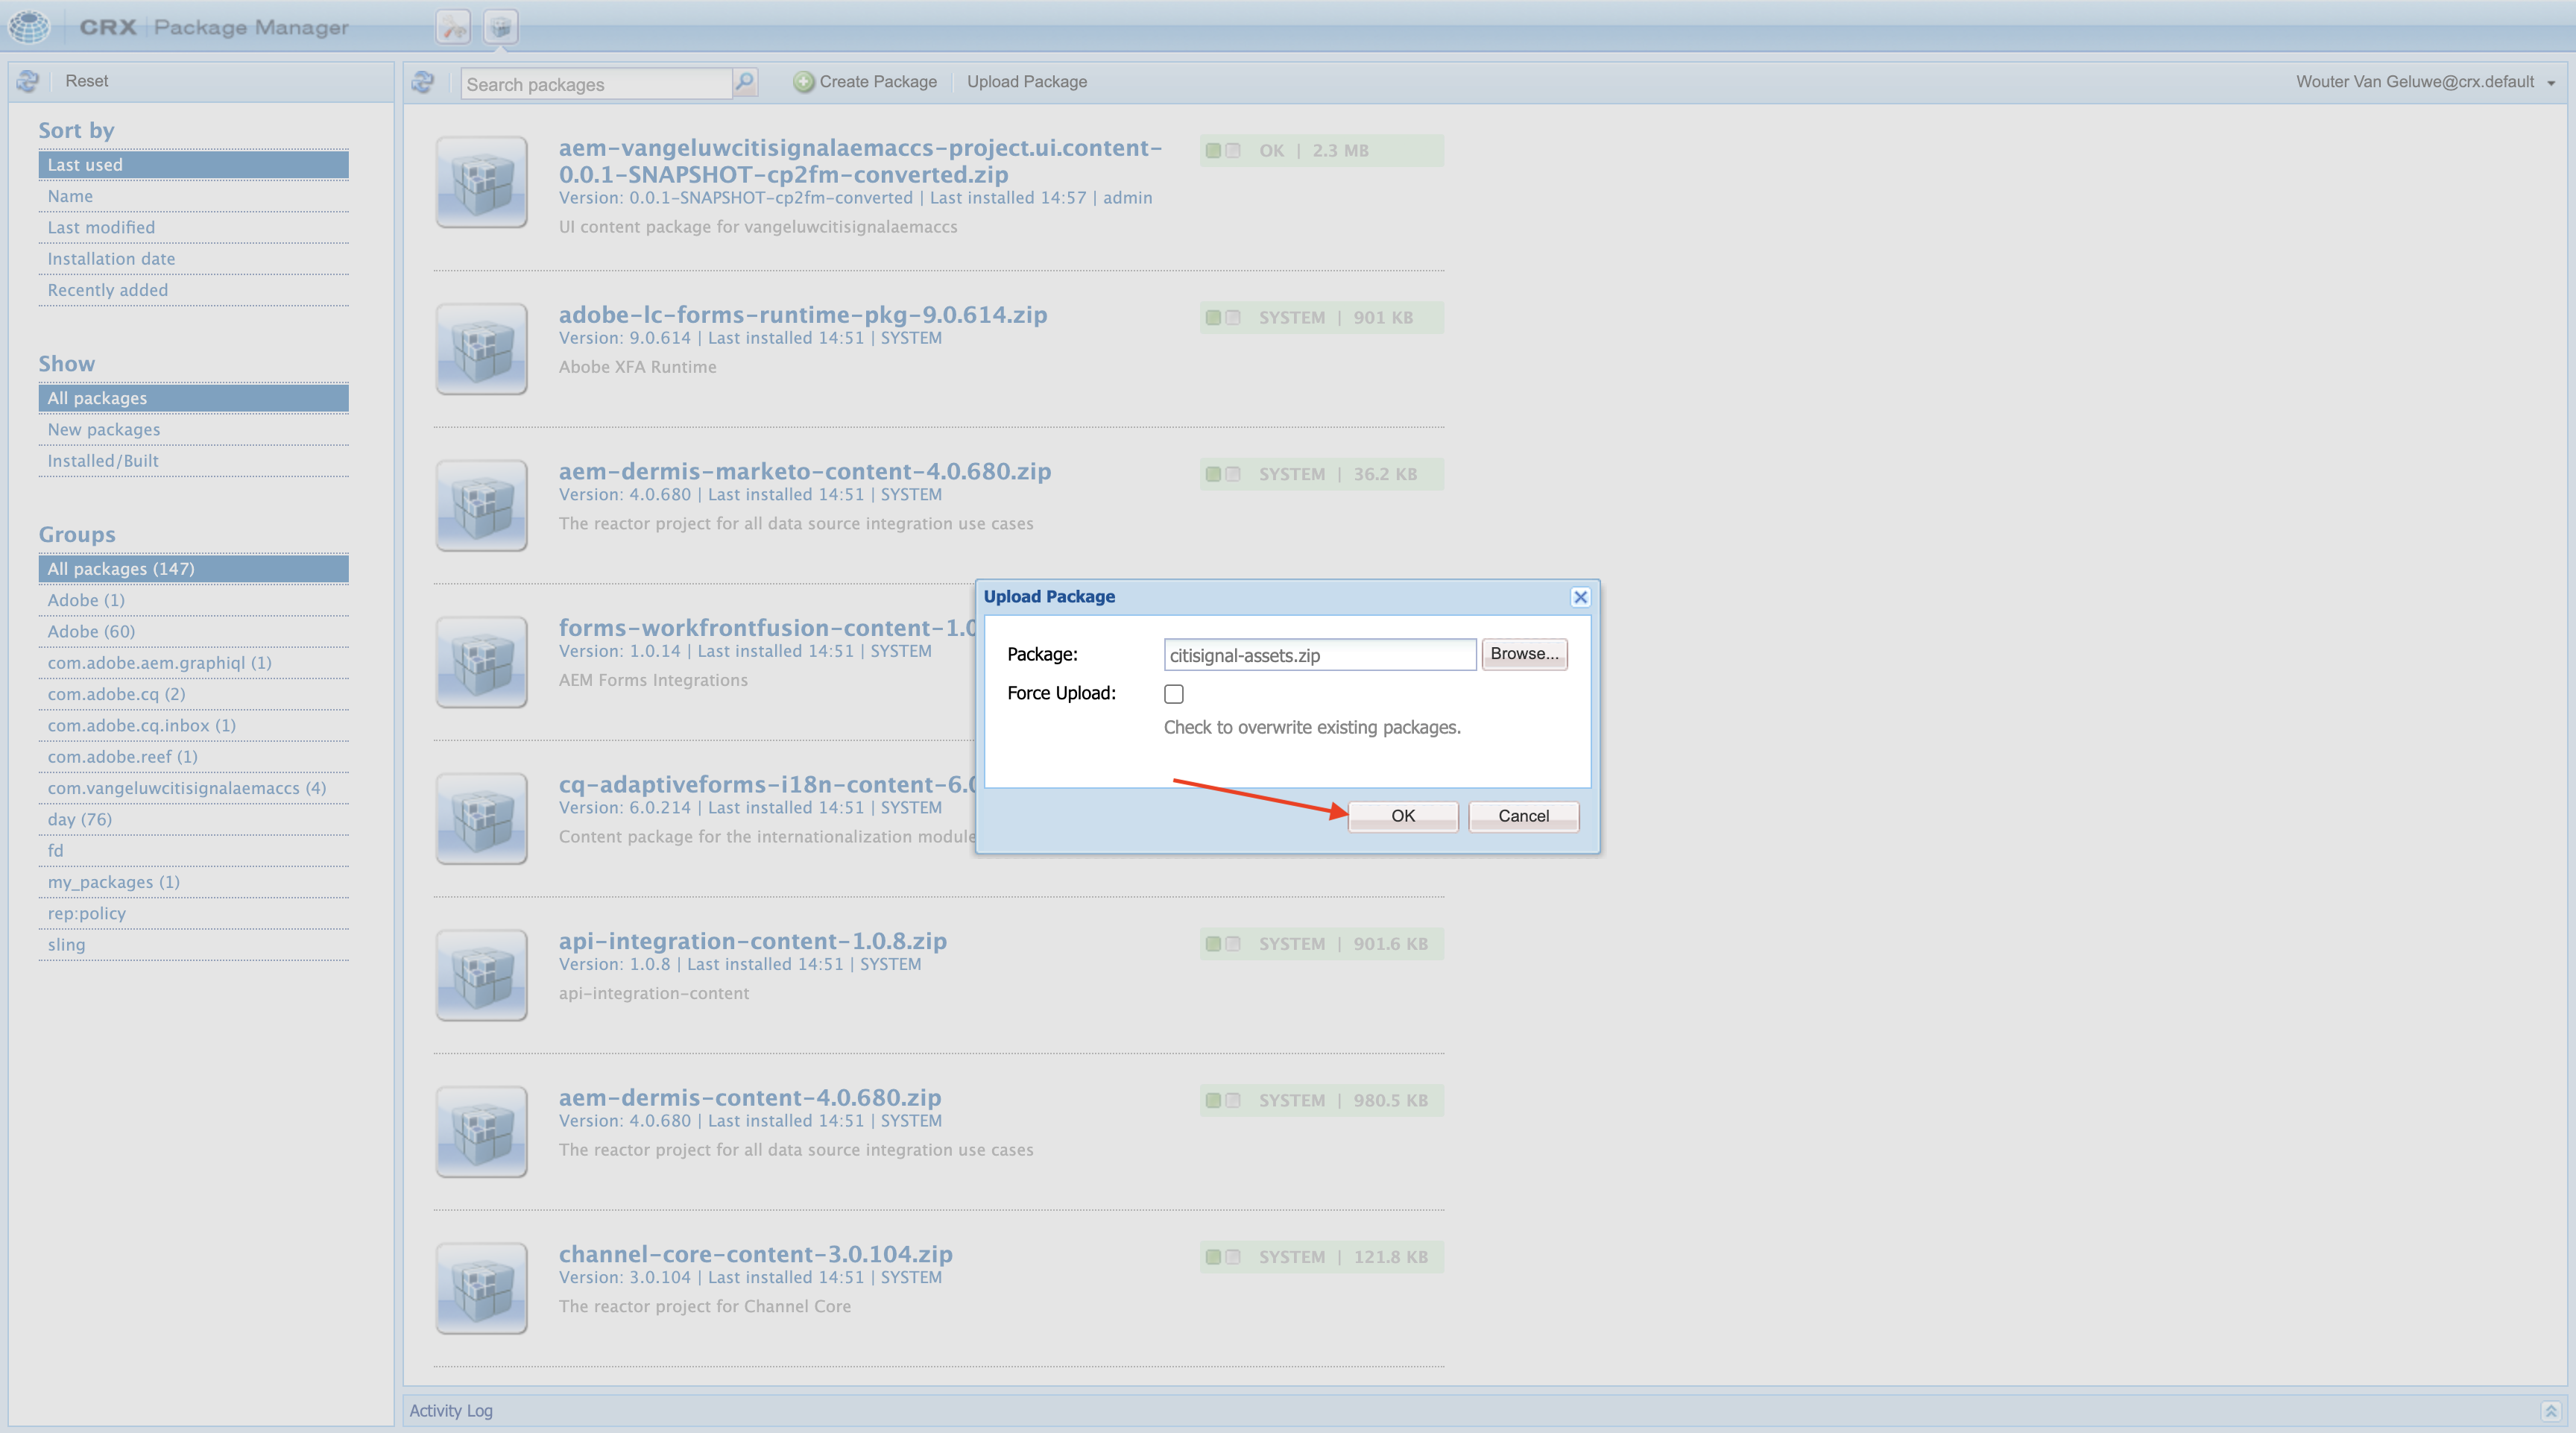 CRX | Package Manager
Reset
Sort by
Last used
Name
Last modified
Installation date
Recently added
Show
All packages
New packages
Installed/Built
Groups
All packages (147)
Adobe (1)
Adobe (60)
com.adobe.aem.graphiql (1)
com.adobe.cq (2)
com.adobe.cq.inbox (1)
com.adobe.reef (1)
com.vangeluwcitisignalaemaccs (4)
day (76)
fd
my_packages (1)
rep:policy
sling
Search packages
Create Package
Upload Package
Wouter Van Geluwe@crx.default
aem-vangeluwcitisignalaemaccs-project.ui.content-
0.0.1-SNAPSHOT-cp2fm-converted.zip
Version: 0.0.1-SNAPSHOT-cp2fm-converted | Last installed 14:57 | admin
UI content package for vangeluwcitisignalaemaccs
OK | 2.3 MB
adobe-lc-forms-runtime-pkg-9.0.614.zip
Version: 9.0.614 | Last installed 14:51 | SYSTEM
Abobe XFA Runtime
SYSTEM | 901 KB
aem-dermis-marketo-content-4.0.680.zip
Version: 4.0.680 | Last installed 14:51 | SYSTEM
The reactor project for all data source integration use cases
SYSTEM | 36.2 KB
forms-workfrontfusion-content-1.0
Version: 1.0.14 | Last installed 14:51 | SYSTEM
AEM Forms Integrations
cq-adaptiveforms-i18n-content-6.0
Version: 6.0.214 | Last installed 14:51 | SYSTEM
Content package for the internationalization module
api-integration-content-1.0.8.zip
Version: 1.0.8 | Last installed 14:51 | SYSTEM
api-integration-content
SYSTEM | 901.6 KB
aem-dermis-content-4.0.680.zip
Version: 4.0.680 | Last installed 14:51 | SYSTEM
The reactor project for all data source integration use cases
SYSTEM | 980.5 KB
channel-core-content-3.0.104.zip
Version: 3.0.104 | Last installed 14:51 | SYSTEM
The reactor project for Channel Core
SYSTEM | 121.8 KB
Upload Package
Package:
citisignal-assets.zip
Browse...
Force Upload:
Check to overwrite existing packages.
OK
Cancel
Activity Log